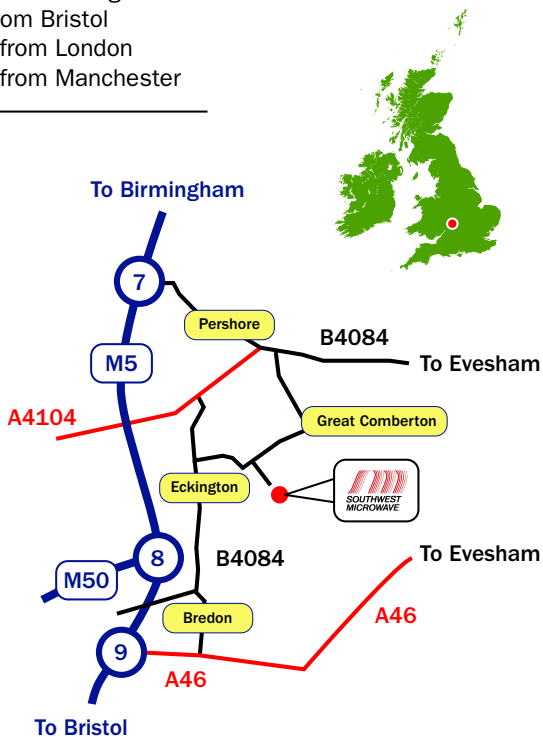 om Bristol
from London
from Manchester
To Birmingham
7
Pershore
B4084
M5
To Evesham
A4104
Great Comberton
Eckington
SOUTHWEST
MICROWAVE
8
B4084
To Evesham
M50
Bredon
A46
9
A46
To Bristol